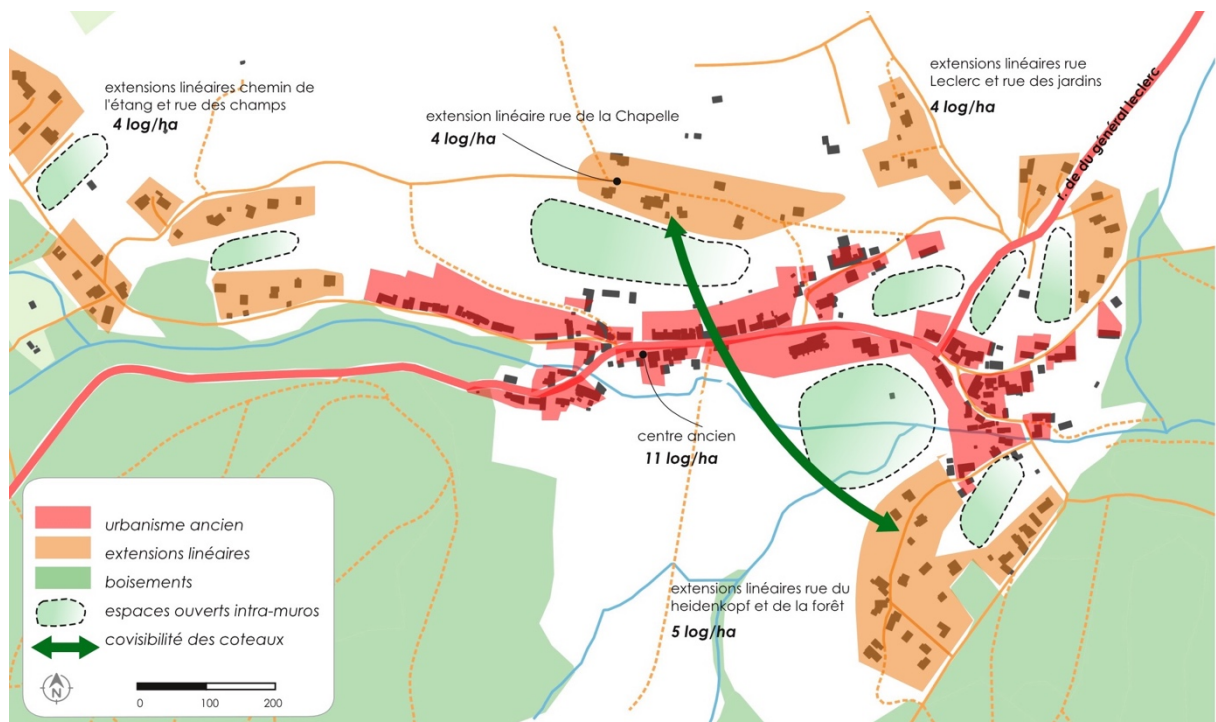 extensions linéaires chemin de
l'étang et rue des champs
4 log/ha
extension linéaire rue de la Chapelle
4 log/ha
extensions linéaires rue
Leclerc et rue des jardins
4 log/ha
r. de du général leclerc
centre ancien
11 log/ha
extensions linéaires rue du
heidenkopf et de la forêt
5 log/ha
urbanisme ancien
extensions linéaires
boisements
espaces ouverts intra-muros
covisibilité des coteaux
N
0 100 200